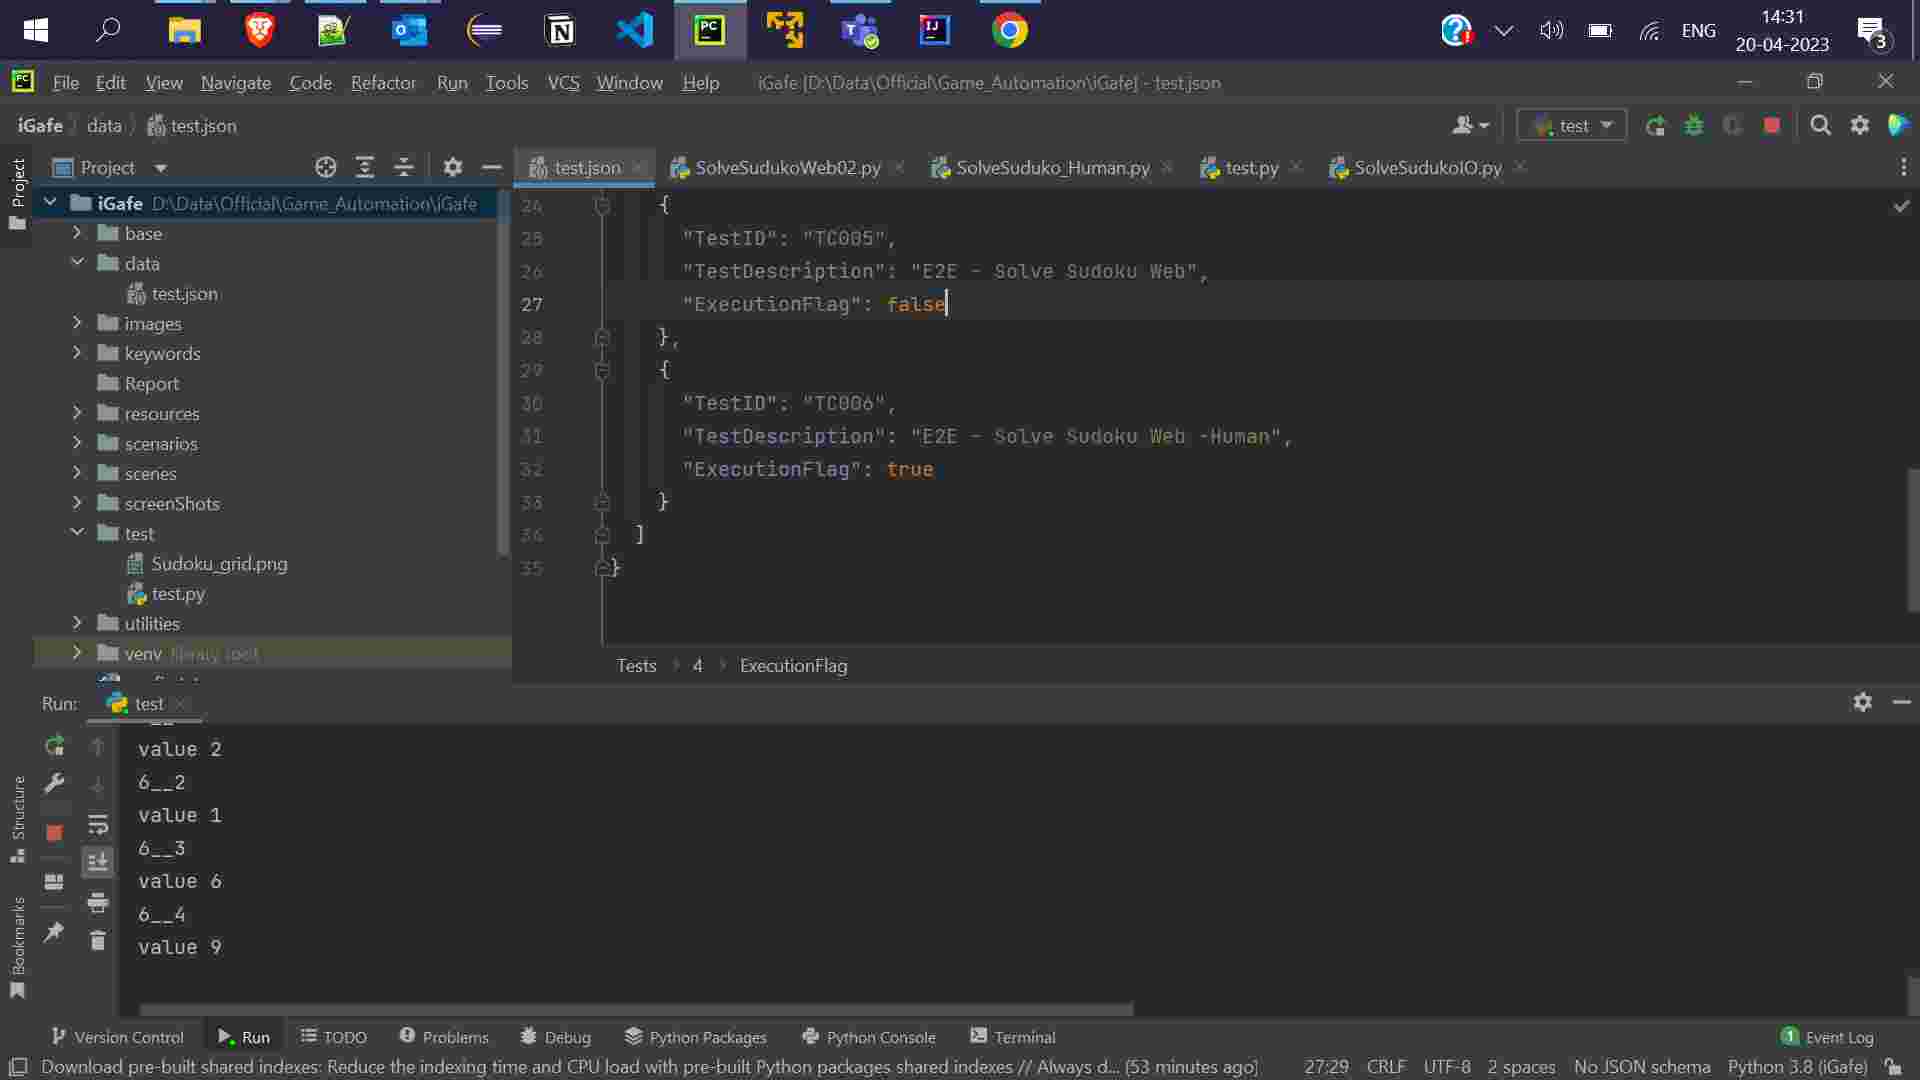 ENG
14:31
20-04-2023
3
File Edit View Navigate Code Refactor Run Tools VCS Window Help iGafe [D:\Data\Official\Game_Automation\iGafe] - test.json
iGafe data test.json
test
Project
test.json SolveSudukoWeb02.py SolveSuduko_Human.py test.py SolveSudukoIO.py
Project
iGafe D:\Data\Official\Game_Automation\iGafe
base
data
test.json
images
keywords
Report
resources
scenarios
scenes
screenShots
test
Sudoku_grid.png
test.py
utilities
venv library root
24 {
25 "TestID": "TC005",
26 "TestDescription": "E2E - Solve Sudoku Web",
27 "ExecutionFlag": false
28 },
29 {
30 "TestID": "TC006",
31 "TestDescription": "E2E - Solve Sudoku Web -Human",
32 "ExecutionFlag": true
33 }
34 ]
35 }
Tests 4 ExecutionFlag
Run: test
value 2
6__2
value 1
6__3
value 6
6__4
value 9
Structure
Bookmarks
Version Control Run TODO Problems Debug Python Packages Python Console Terminal 1 Event Log
Download pre-built shared indexes: Reduce the indexing time and CPU load with pre-built Python packages shared indexes // Always d... (53 minutes ago) 27:29 CRLF UTF-8 2 spaces No JSON schema Python 3.8 (iGafe)